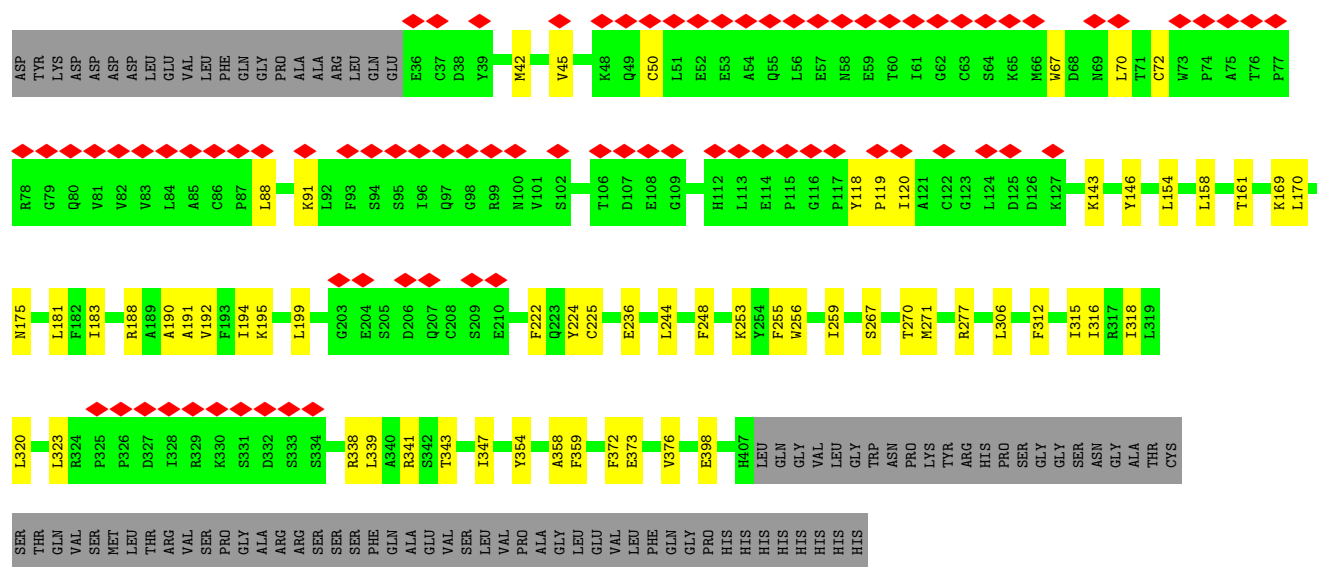 ASP TYR LYS ASP ASP ASP ASP LEU GLU VAL LEU PHE GLN GLY PRO ALA ALA ARG LEU GLN GLU E36 C37 D38 Y39 M42 V45 K48 Q49 C50 L51 E52 E53 A54 Q55 L56 E57 N58 E59 T60 I61 G62 C63 S64 K65 M66 W67 D68 N69 L70 T71 C72 W73 P74 A75 T76 P77
R78 G79 Q80 V81 V82 V83 L84 A85 C86 P87 L88 K91 L92 F93 S94 S95 I96 Q97 G98 R99 N100 V101 S102 T106 D107 E108 G109 H112 L113 E114 P115 G116 P117 Y118 P119 I120 A121 C122 G123 L124 D125 D126 K127 K143 Y146 L154 L158 T161 K169 L170
N175 L181 F182 I183 R188 A189 A190 A191 V192 F193 I194 K195 L199 G203 E204 S205 D206 Q207 C208 S209 E210 F222 Q223 Y224 C225 E236 L244 F248 K253 Y254 F255 W256 I259 S267 T270 M271 R277 L306 F312 I315 I316 R317 I318 L319
L320 L323 R324 P325 P326 D327 I328 R329 K330 S331 D332 S333 S334 R338 L339 A340 R341 S342 T343 I347 Y354 A358 F359 F372 E373 V376 E398 H407 LEU GLN GLY VAL LEU GLY TRP ASN PRO LYS TYR ARG HIS PRO SER GLY GLY SER ASN GLY ALA THR CYS
SER THR GLN VAL SER MET LEU THR ARG VAL SER PRO GLY ALA ARG ARG SER SER SER PHE GLN ALA GLU VAL SER LEU VAL PRO ALA GLY LEU GLU VAL LEU PHE GLN GLY PRO HIS HIS HIS HIS HIS HIS HIS HIS